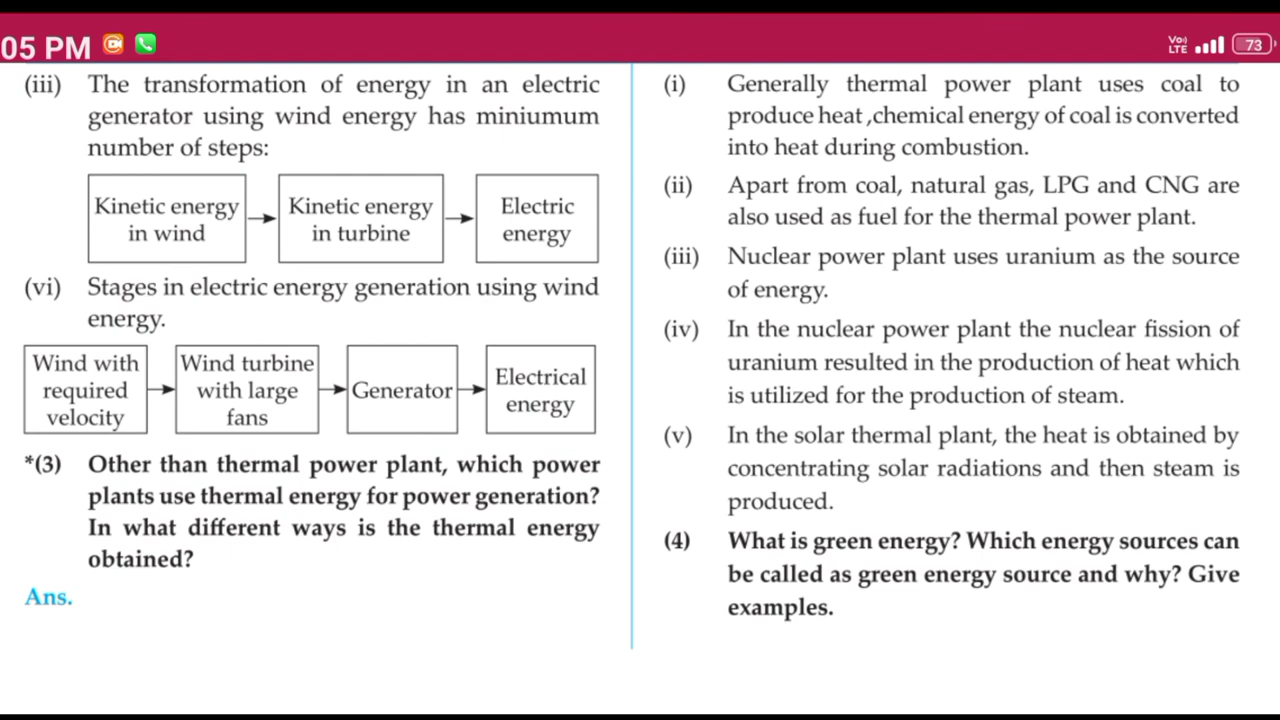 05 PM
Vo)
LTE
73
(iii) The transformation of energy in an electric
generator using wind energy has miniumum
number of steps:
Kinetic energy
in wind
Kinetic energy
in turbine
Electric
energy
(vi) Stages in electric energy generation using wind
energy.
Wind with
required
velocity
Wind turbine
with large
fans
Generator
Electrical
energy
*(3) Other than thermal power plant, which power
plants use thermal energy for power generation?
In what different ways is the thermal energy
obtained?
Ans.
(i) Generally thermal power plant uses coal to
produce heat ,chemical energy of coal is converted
into heat during combustion.
(ii) Apart from coal, natural gas, LPG and CNG are
also used as fuel for the thermal power plant.
(iii) Nuclear power plant uses uranium as the source
of energy.
(iv) In the nuclear power plant the nuclear fission of
uranium resulted in the production of heat which
is utilized for the production of steam.
(v) In the solar thermal plant, the heat is obtained by
concentrating solar radiations and then steam is
produced.
(4) What is green energy? Which energy sources can
be called as green energy source and why? Give
examples.